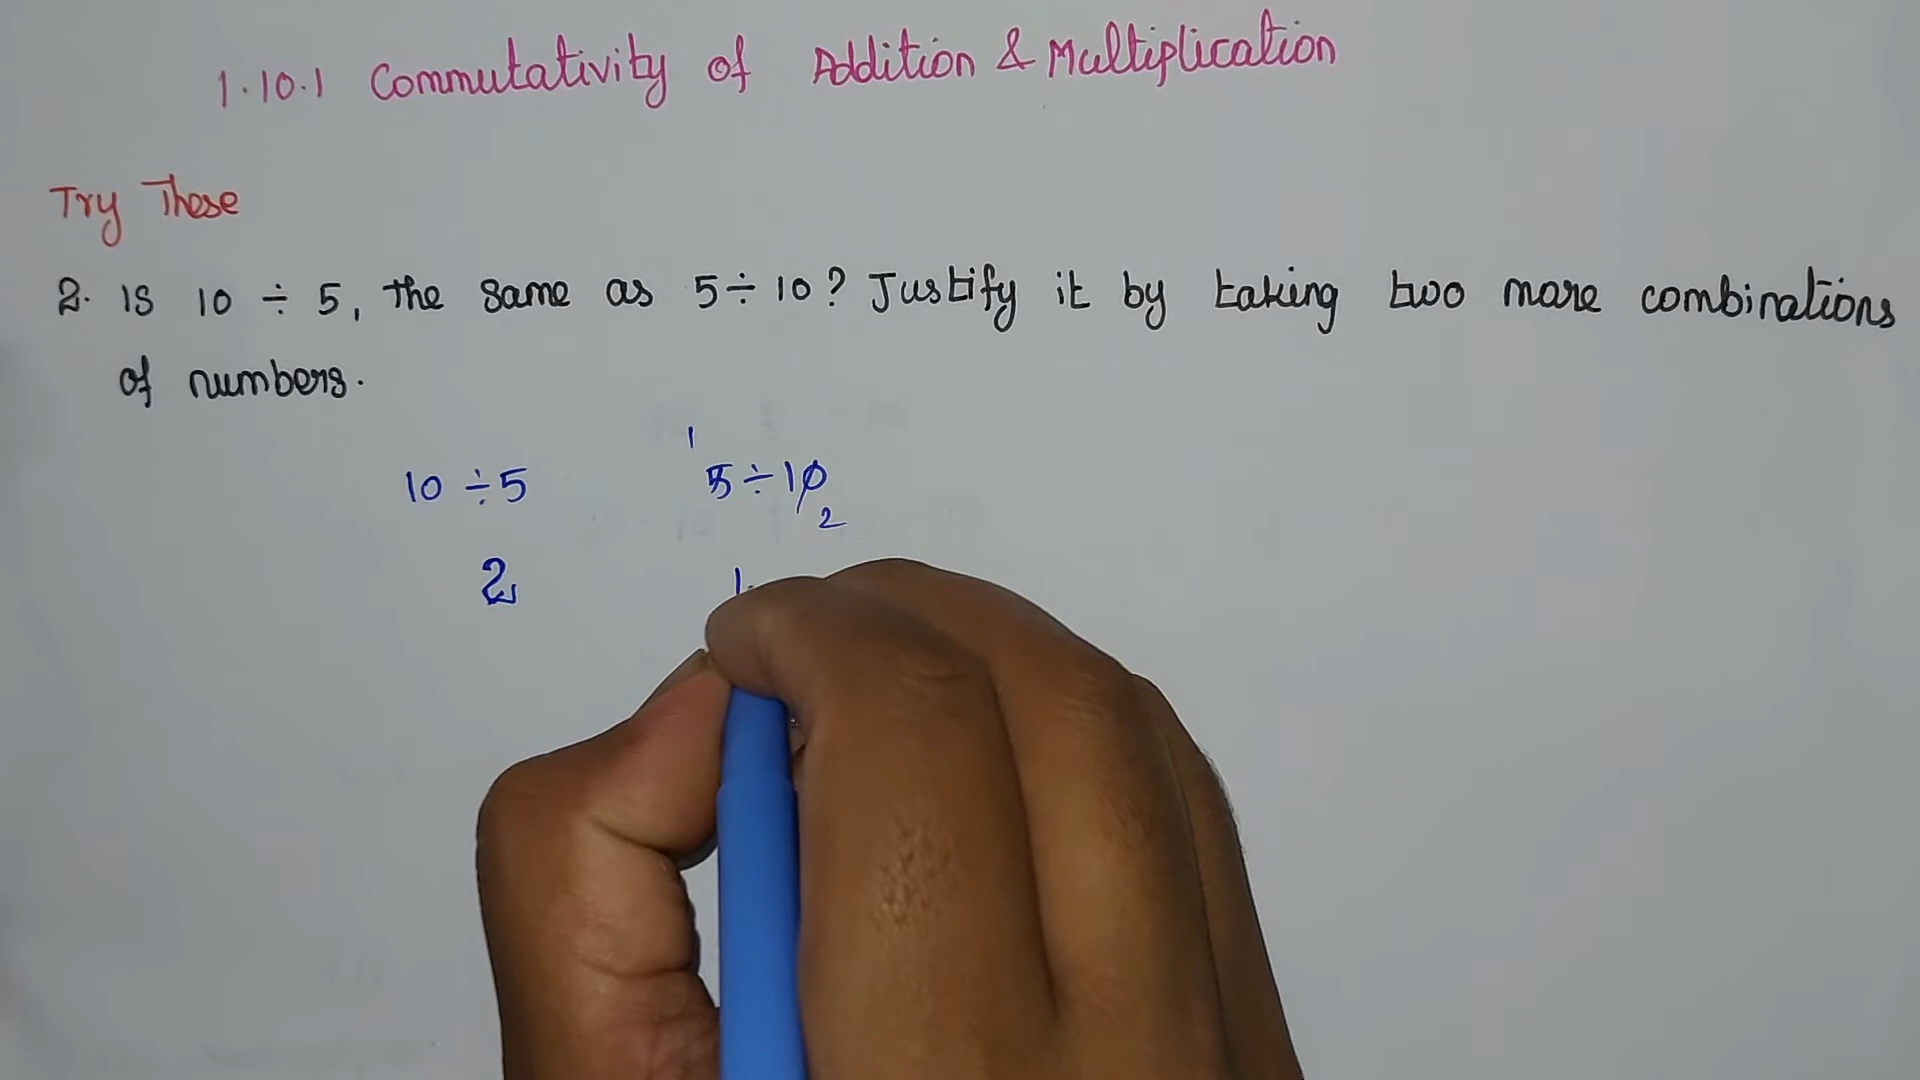 1.10.1 Commutativity of Addition & Multiplication
Try These
2. Is 10 ÷ 5, the same as 5 ÷ 10? Justify it by taking two more combinations
of numbers.
1
10 ÷ 5 5 ÷ 10
2
2 1